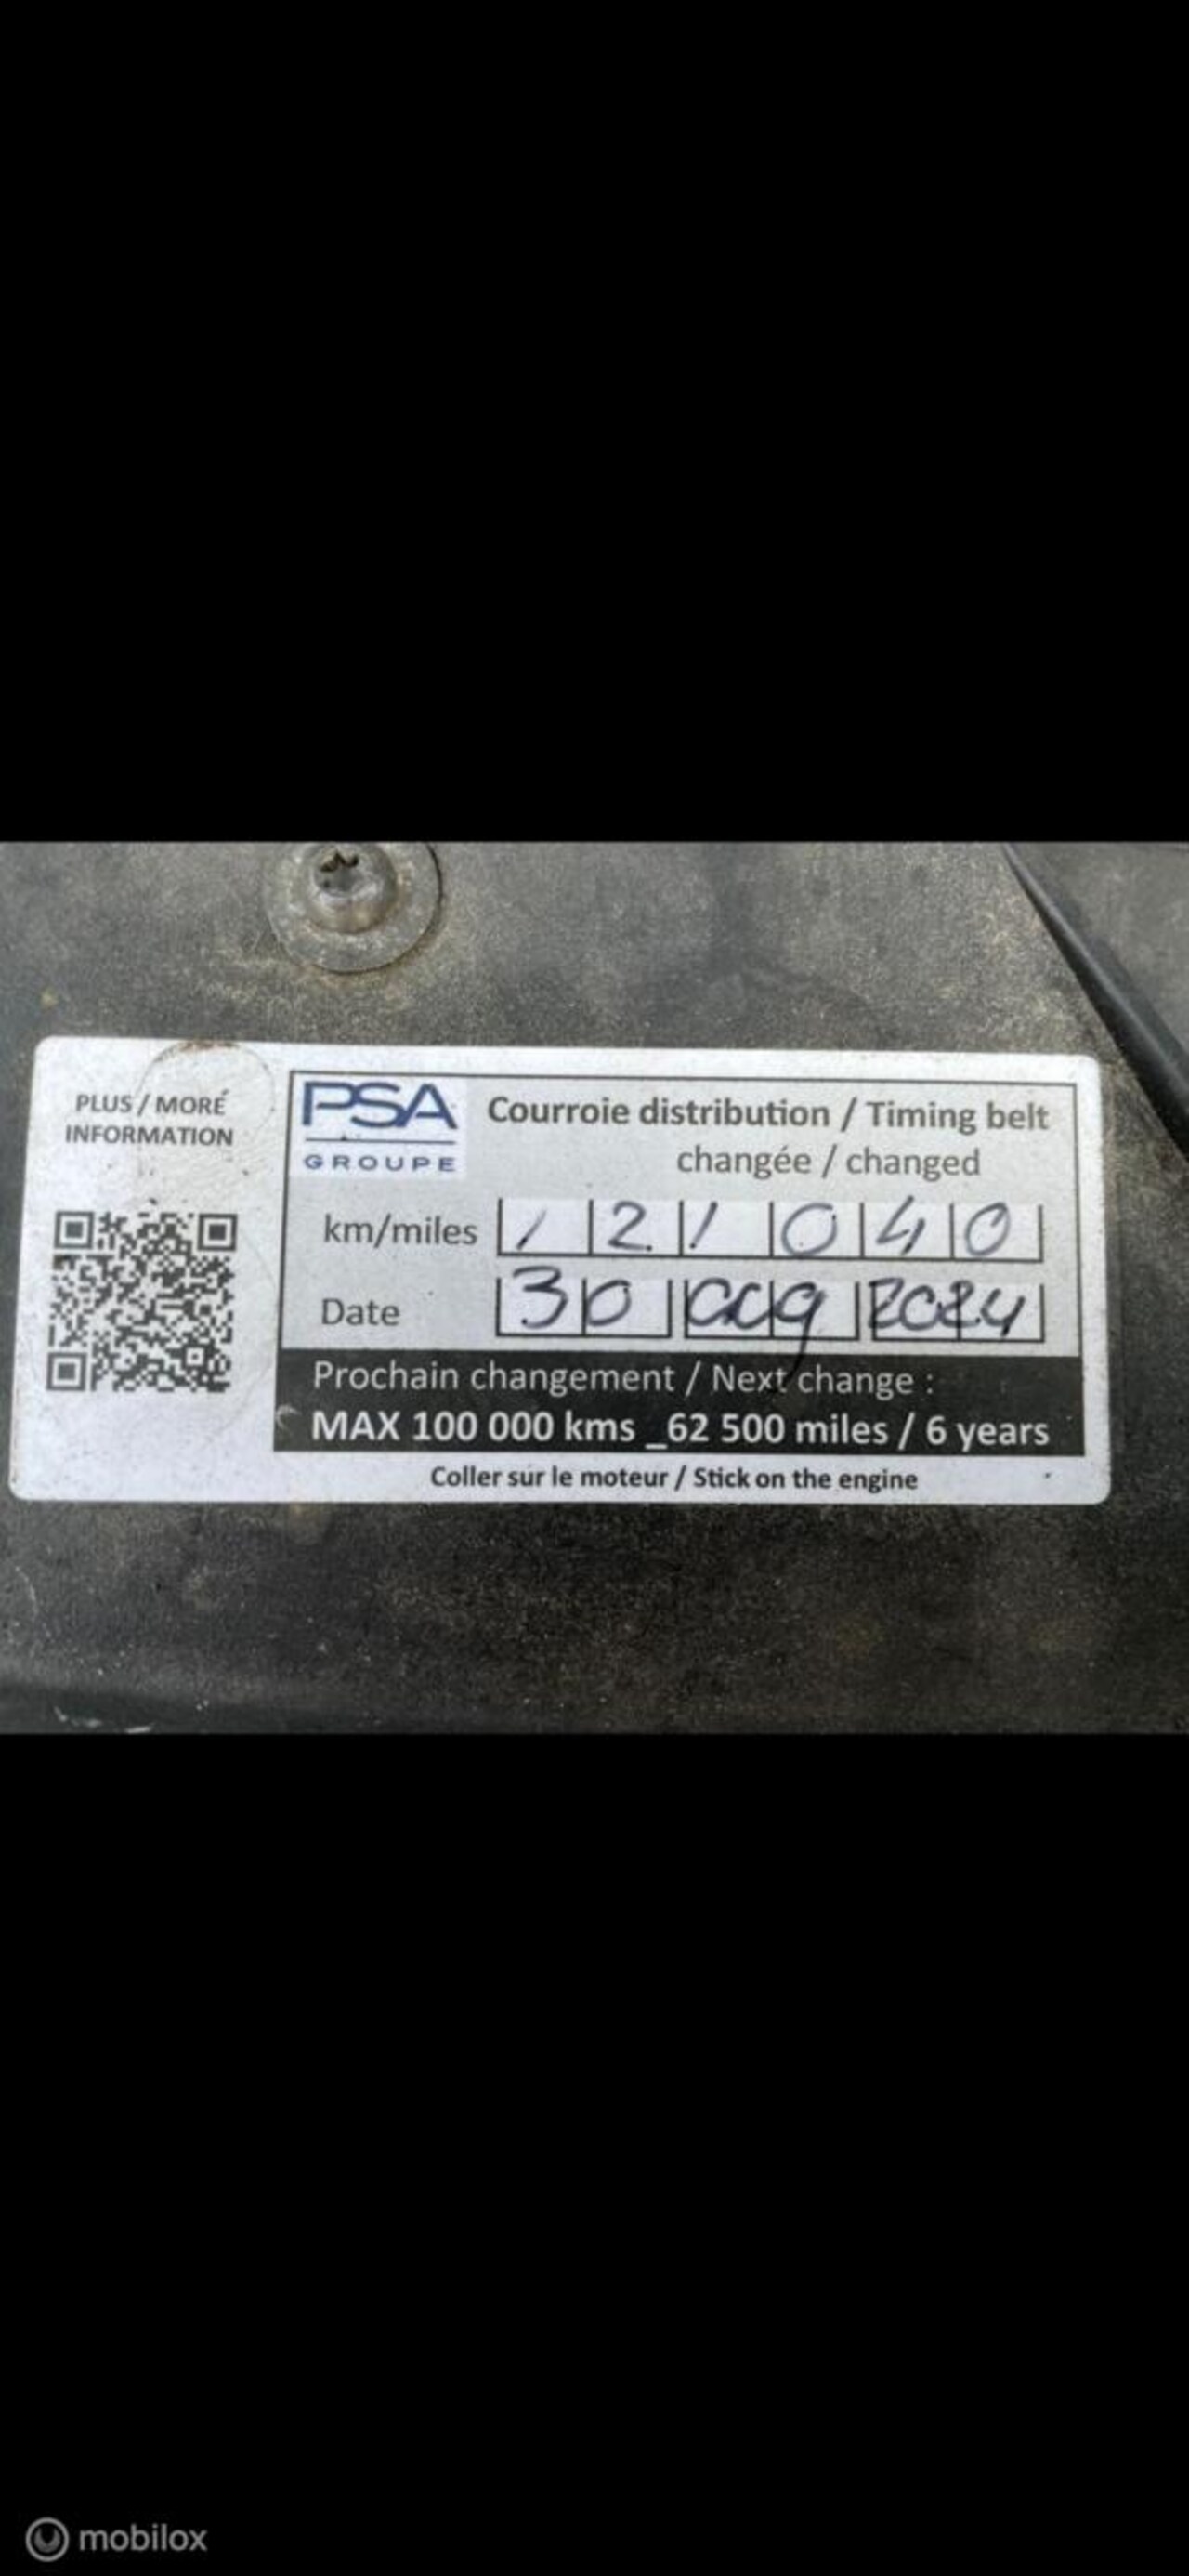 PLUS / MORE
INFORMATION
PSA
GROUPE
Courroie distribution / Timing belt
changée / changed
km/miles 121040
Date 30 aug 2024
Prochain changement / Next change :
MAX 100 000 kms _62 500 miles / 6 years
Coller sur le moteur / Stick on the engine
mobilox